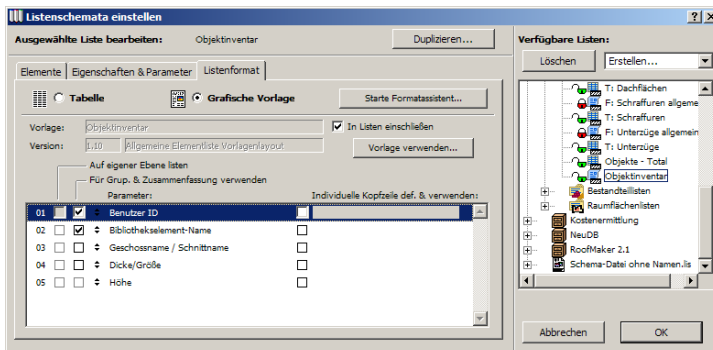 Listenschemata einstellen
Ausgewählte Liste bearbeiten:
Objektinventar
Duplizieren...
Elemente
Eigenschaften & Parameter
Listenformat
Tabelle
Grafische Vorlage
Starte Formatassistent...
Vorlage:
Objektinventar
In Listen einschließen
Version:
1.10
Allgemeine Elementliste Vorlagenlayout
Vorlage verwenden...
Auf eigener Ebene listen
Für Grup. & Zusammenfassung verwenden
Parameter:
Individuelle Kopfzeile def. & verwenden:
01 Benutzer ID
02 Bibliothekselement-Name
03 Geschossname / Schnittname
04 Dicke/Größe
05 Höhe
Verfügbare Listen:
Löschen
Erstellen...
T: Dachflächen
F: Schraffuren allgeme
T: Schraffuren
F: Unterzüge allgemein
T: Unterzüge
Objekte - Total
Objektinventar
Bestandteillisten
Raumflächenlisten
Kostenermittlung
NeuDB
RoofMaker 2.1
Schema-Datei ohne Namen.lis
Abbrechen
OK